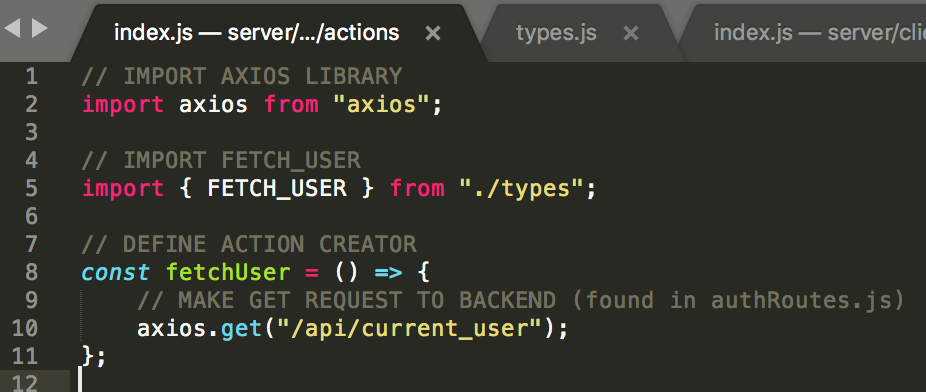 index.js — server/.../actions × types.js × index.js — server/clie
1 // IMPORT AXIOS LIBRARY
2 import axios from "axios";
3
4 // IMPORT FETCH_USER
5 import { FETCH_USER } from "./types";
6
7 // DEFINE ACTION CREATOR
8 const fetchUser = () => {
9 // MAKE GET REQUEST TO BACKEND (found in authRoutes.js)
10 axios.get("/api/current_user");
11 };
12